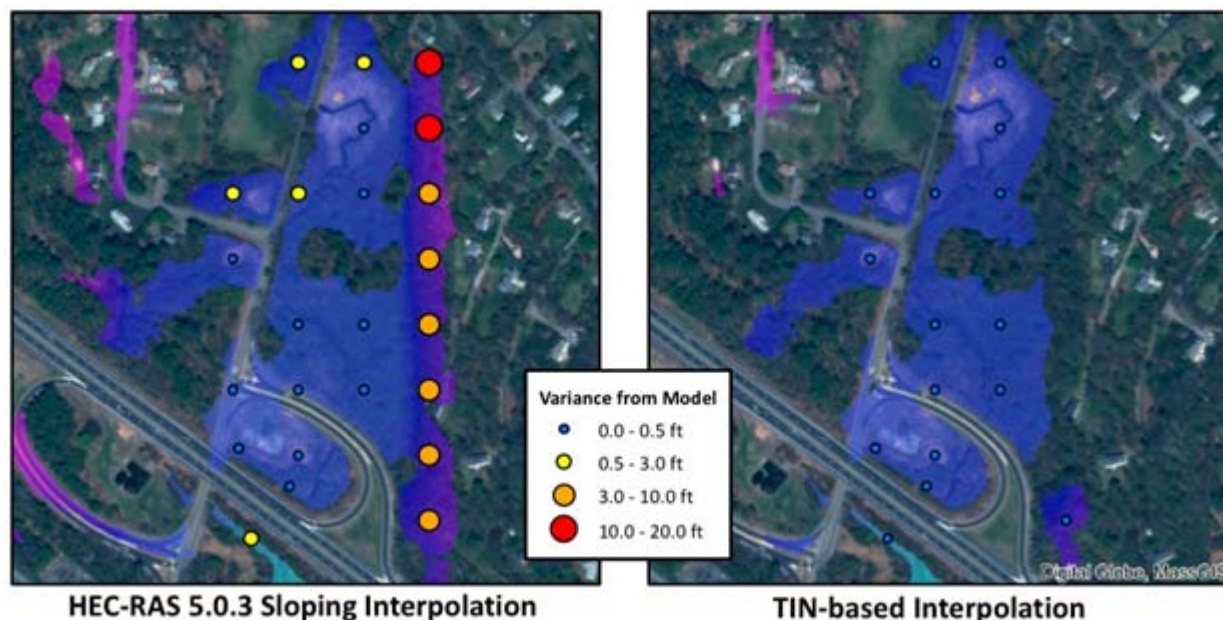 Variance from Model
0.0 - 0.5 ft
0.5 - 3.0 ft
3.0 - 10.0 ft
10.0 - 20.0 ft
Digital Globe, MassGIS
HEC-RAS 5.0.3 Sloping Interpolation
TIN-based Interpolation